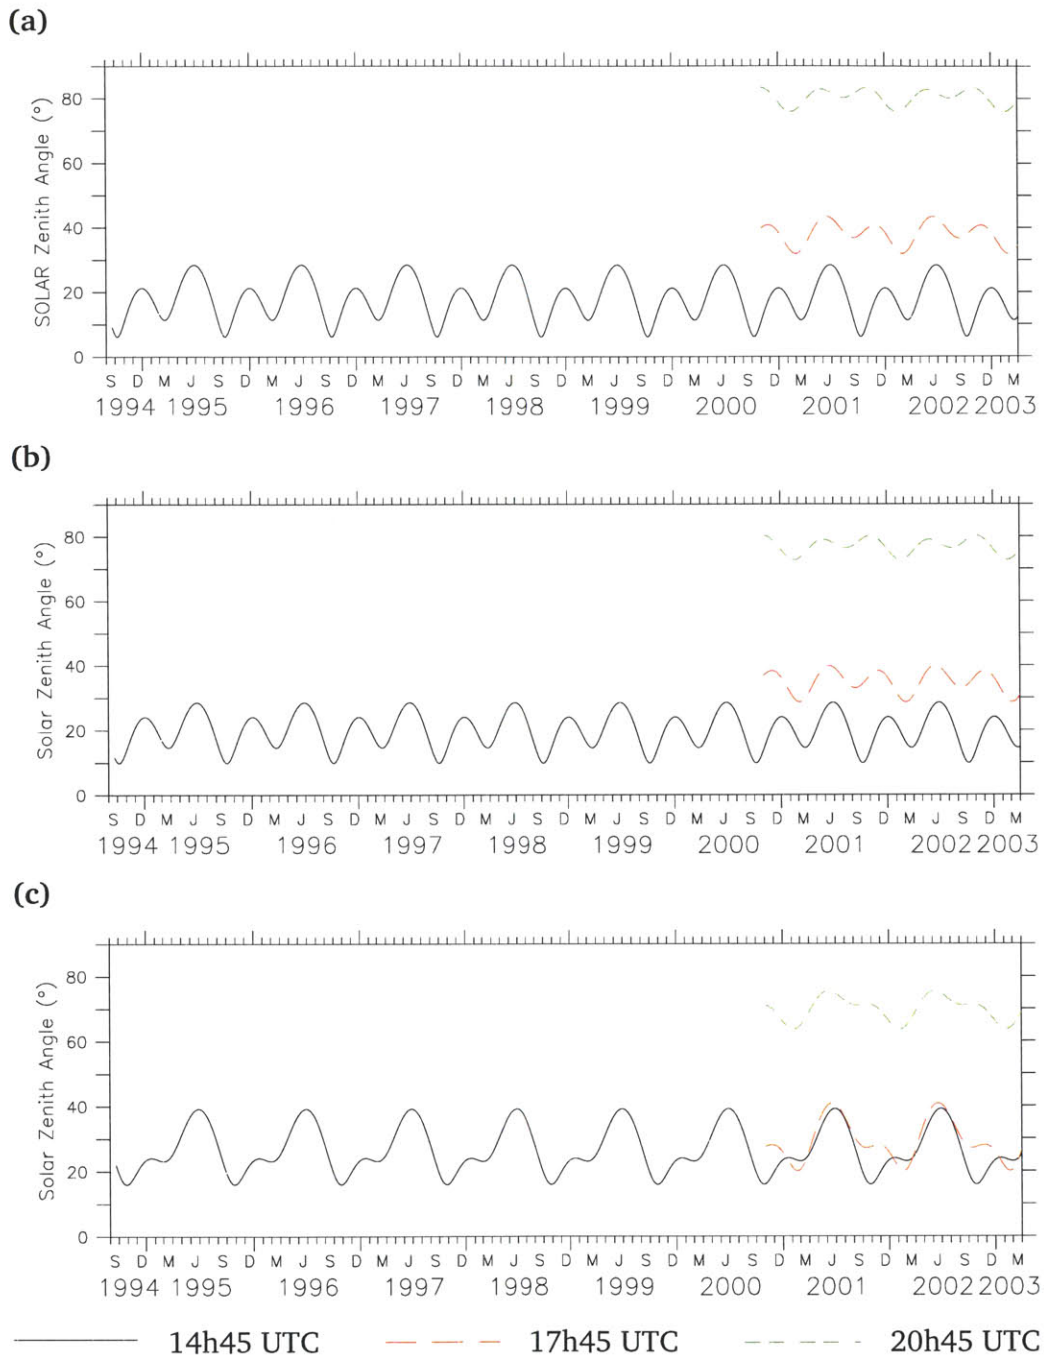 (a)
SOLAR Zenith Angle (°)
80
60
40
20
0
S D M J S D M J S D M J S D M J S D M J S D M J S D M J S D M J S D M
1994 1995 1996 1997 1998 1999 2000 2001 2002 2003
(b)
Solar Zenith Angle (°)
80
60
40
20
0
S D M J S D M J S D M J S D M J S D M J S D M J S D M J S D M J S D M
1994 1995 1996 1997 1998 1999 2000 2001 2002 2003
(c)
Solar Zenith Angle (°)
80
60
40
20
0
S D M J S D M J S D M J S D M J S D M J S D M J S D M J S D M J S D M
1994 1995 1996 1997 1998 1999 2000 2001 2002 2003
14h45 UTC 17h45 UTC 20h45 UTC